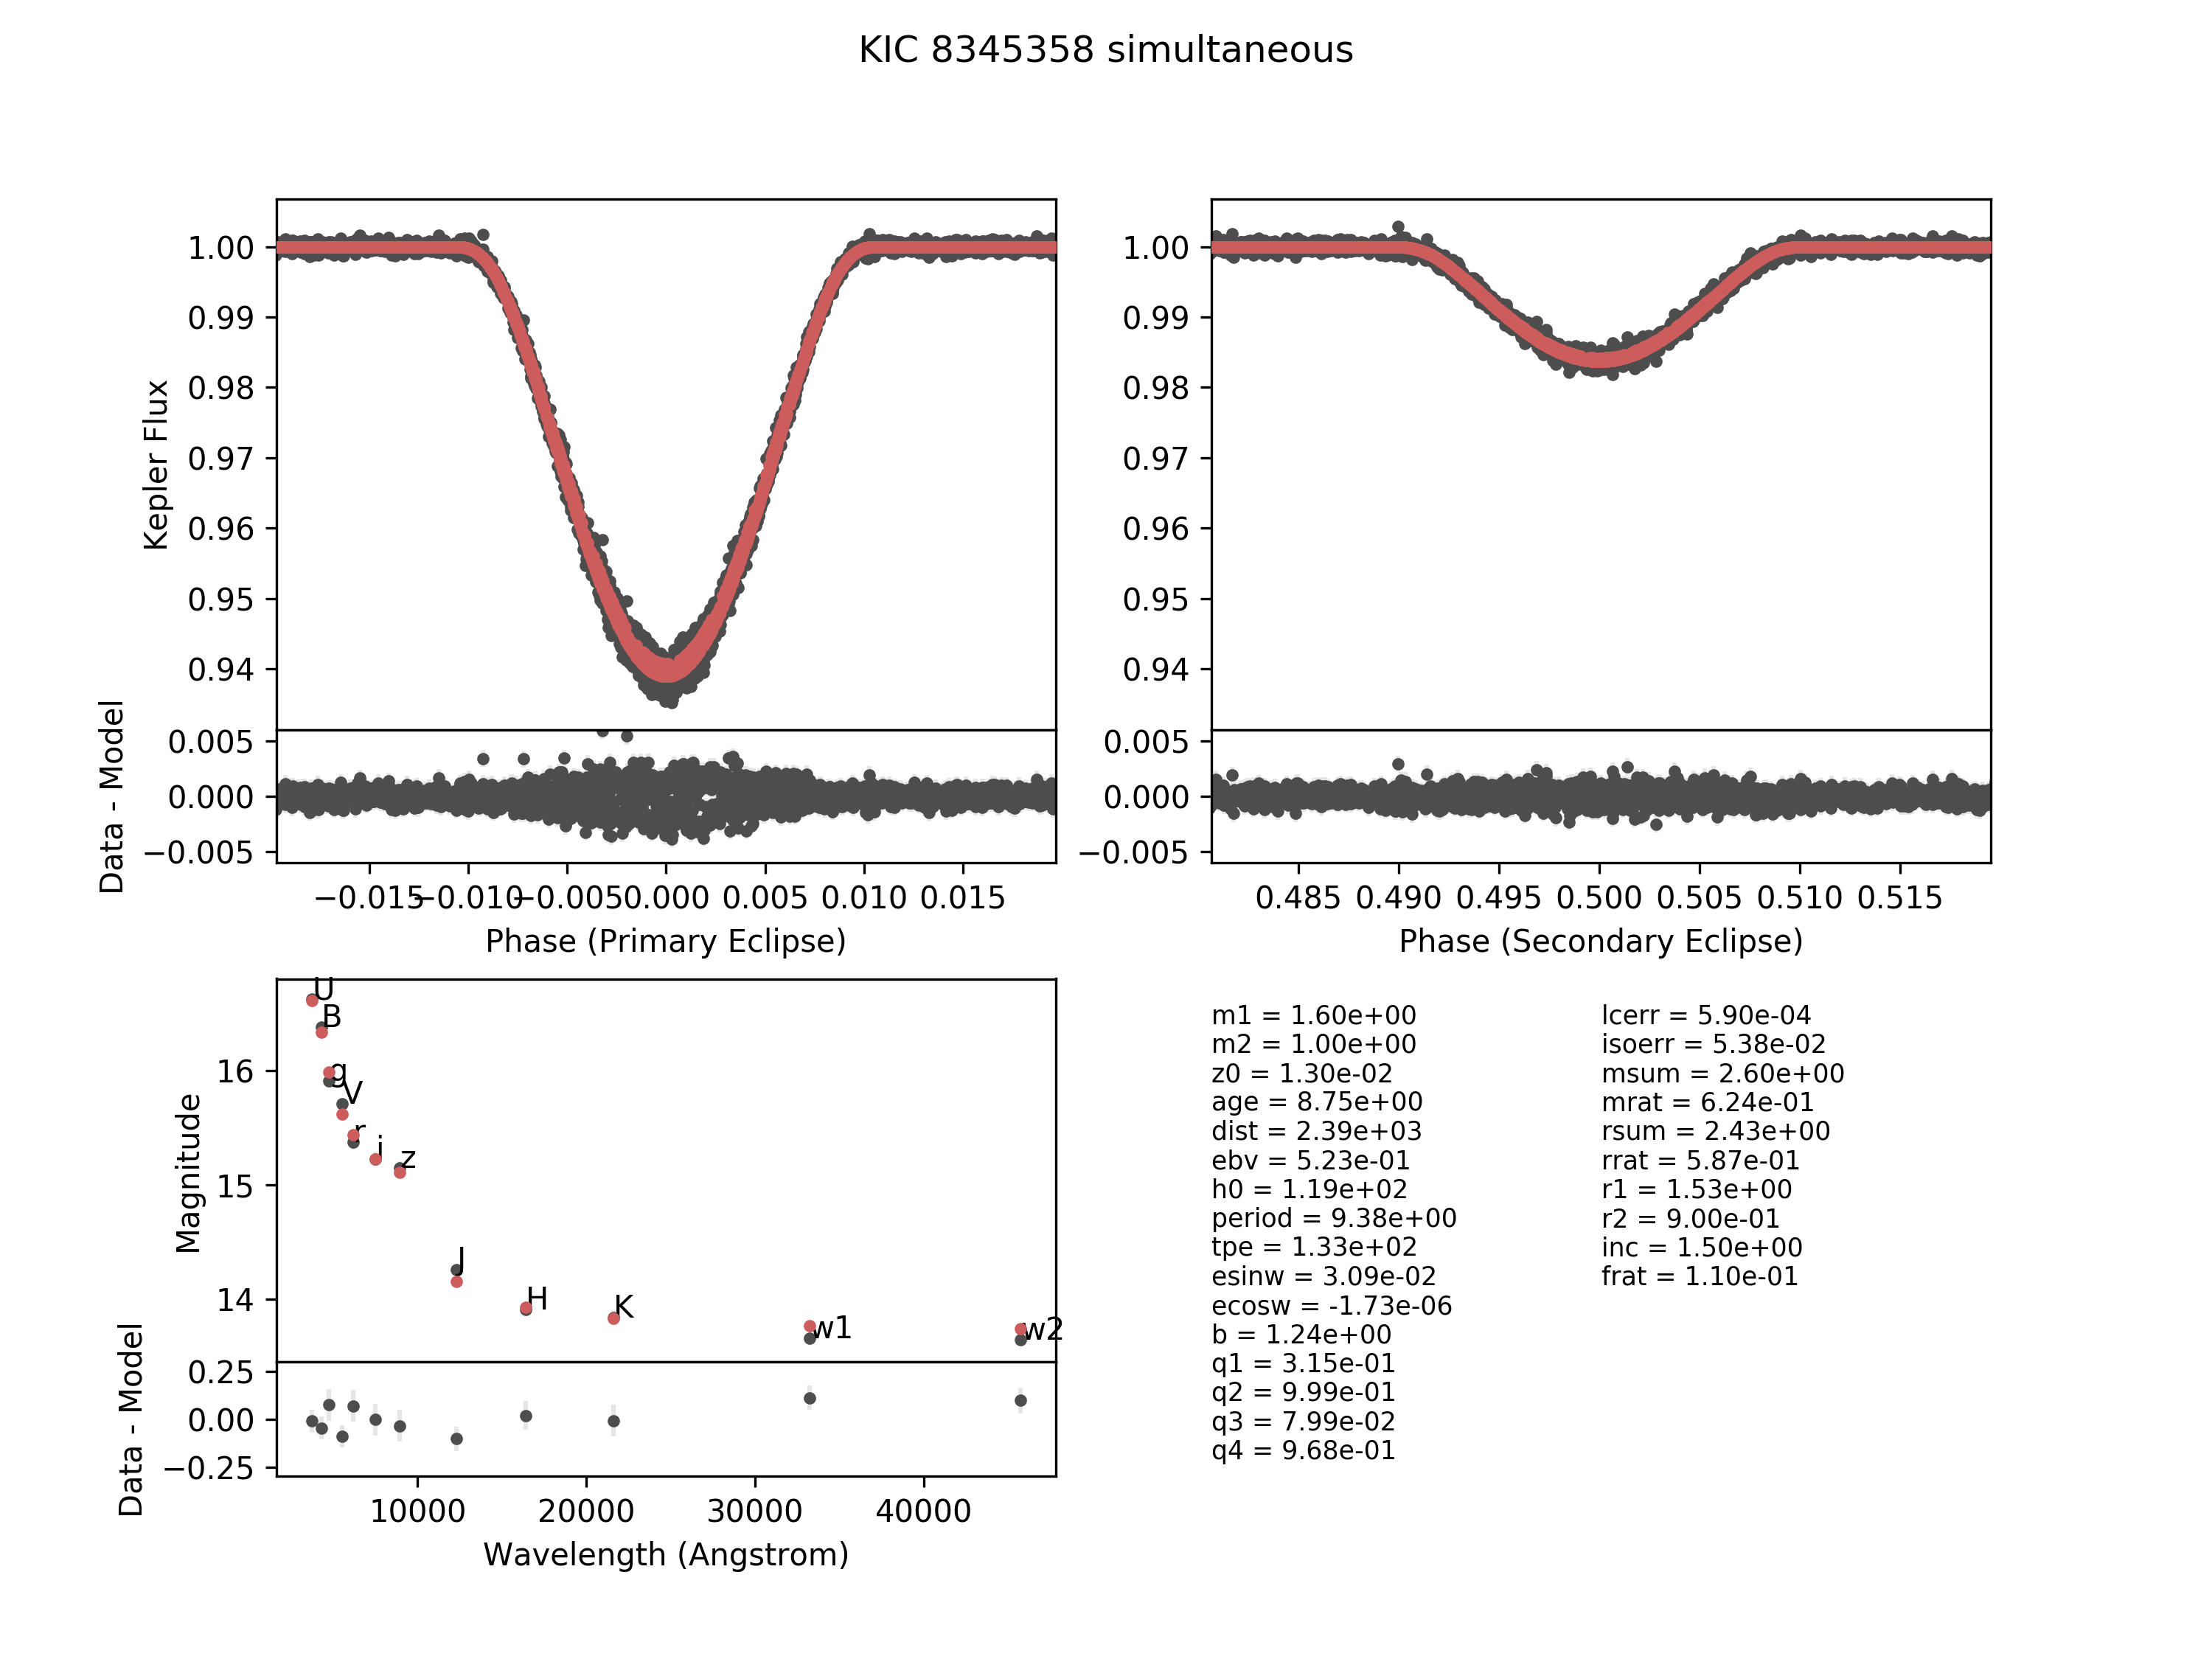 KIC 8345358 simultaneous
1.00
0.99
0.98
0.97
0.96
0.95
0.94
Kepler Flux
0.005
0.000
−0.005
Data - Model
−0.015
−0.010
−0.005
0.000
0.005
0.010
0.015
Phase (Primary Eclipse)
1.00
0.99
0.98
0.97
0.96
0.95
0.94
0.005
0.000
−0.005
0.485
0.490
0.495
0.500
0.505
0.510
0.515
Phase (Secondary Eclipse)
U
B
g
V
r
i
z
J
H
K
w1
w2
16
15
14
Magnitude
0.25
0.00
−0.25
Data - Model
10000
20000
30000
40000
Wavelength (Angstrom)
m1 = 1.60e+00
m2 = 1.00e+00
z0 = 1.30e-02
age = 8.75e+00
dist = 2.39e+03
ebv = 5.23e-01
h0 = 1.19e+02
period = 9.38e+00
tpe = 1.33e+02
esinw = 3.09e-02
ecosw = -1.73e-06
b = 1.24e+00
q1 = 3.15e-01
q2 = 9.99e-01
q3 = 7.99e-02
q4 = 9.68e-01
lcerr = 5.90e-04
isoerr = 5.38e-02
msum = 2.60e+00
mrat = 6.24e-01
rsum = 2.43e+00
rrat = 5.87e-01
r1 = 1.53e+00
r2 = 9.00e-01
inc = 1.50e+00
frat = 1.10e-01